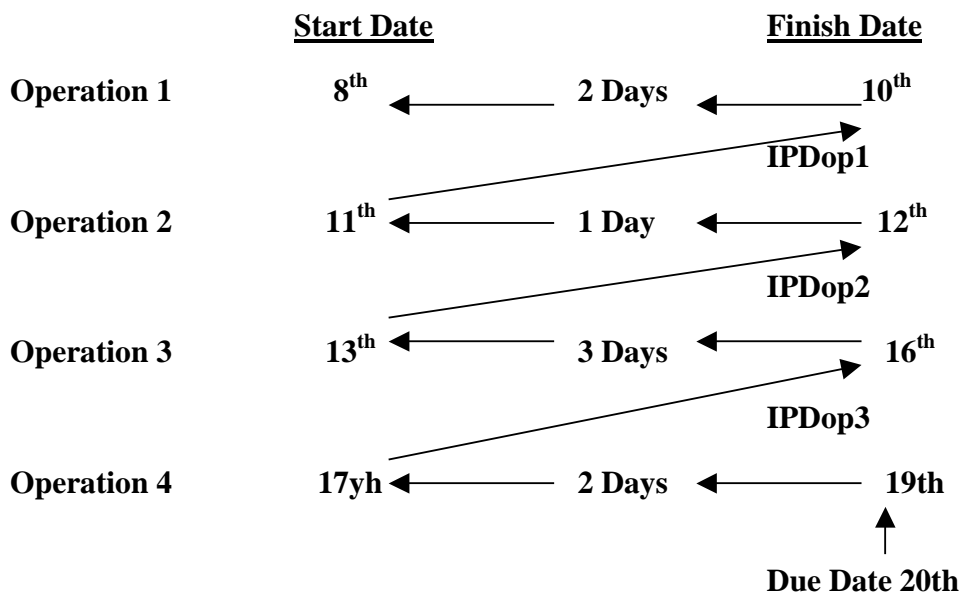 Start Date Finish Date
Operation 1 8th 2 Days 10th
IPDop1
Operation 2 11th 1 Day 12th
IPDop2
Operation 3 13th 3 Days 16th
IPDop3
Operation 4 17yh 2 Days 19th
Due Date 20th